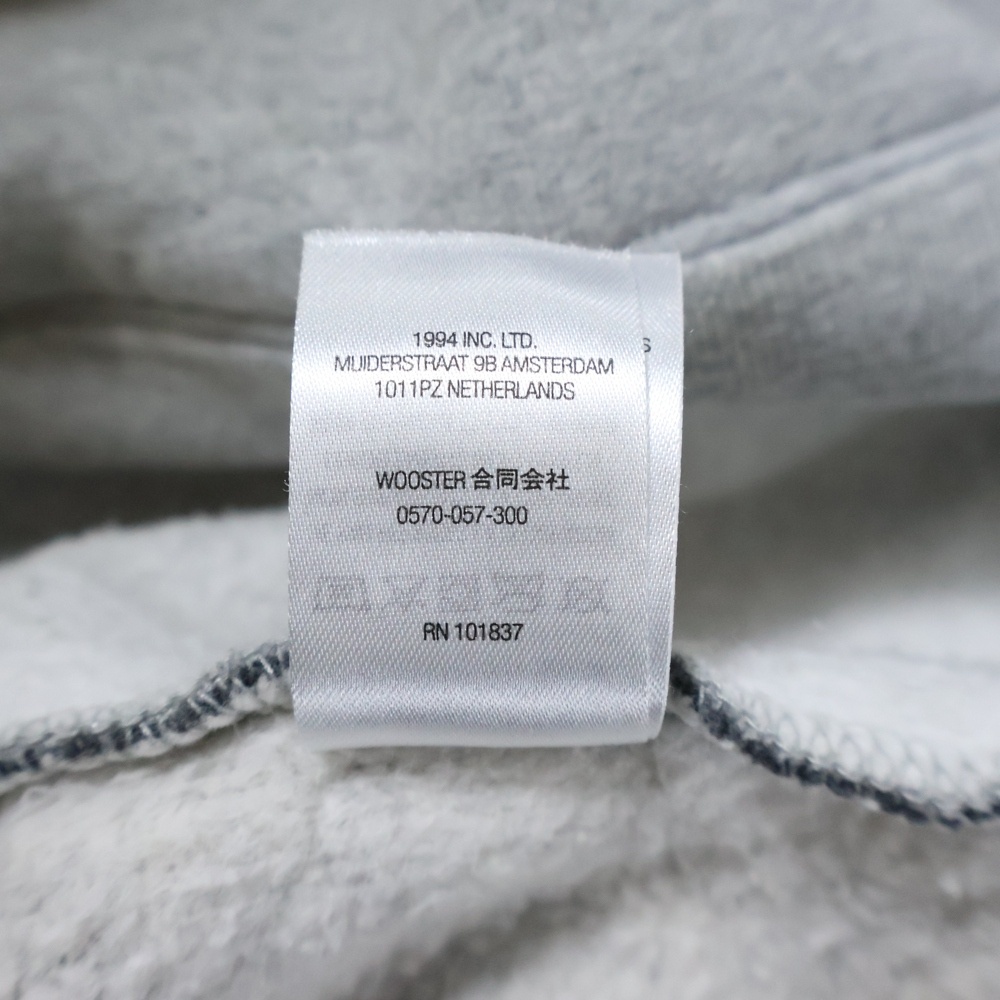 1994 INC. LTD.
MUIDERSTRAAT 9B AMSTERDAM
1011PZ NETHERLANDS
WOOSTER 合同会社
0570-057-300
RN 101837